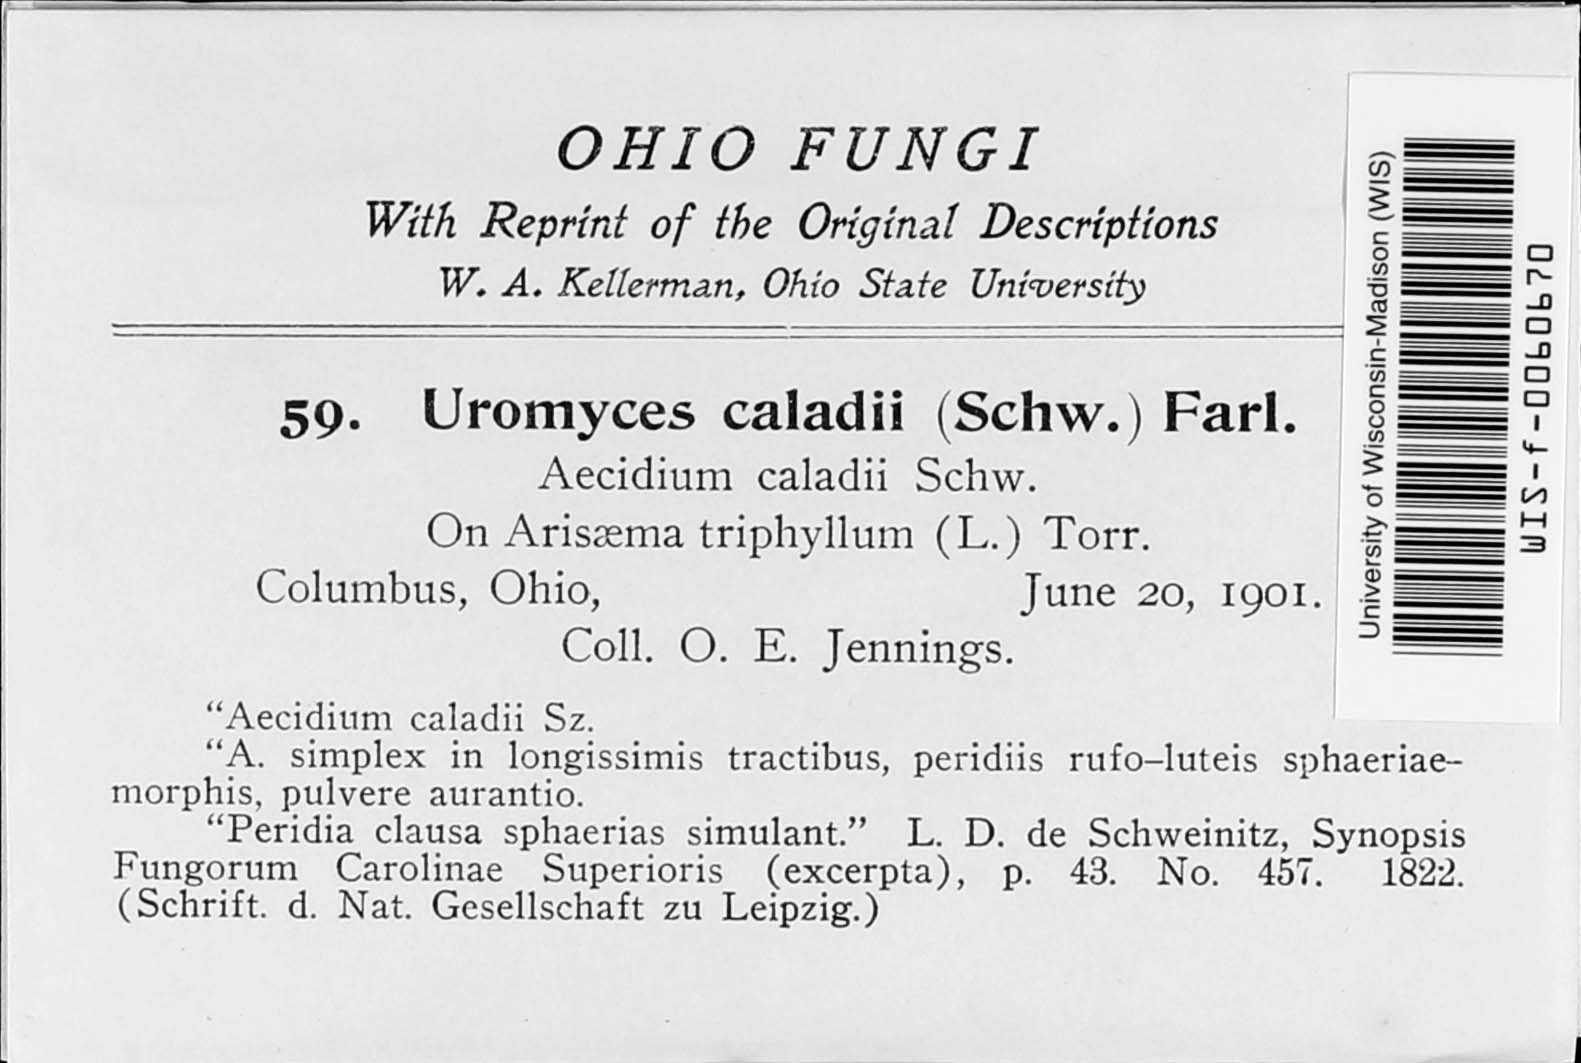 OHIO FUNGI
With Reprint of the Original Descriptions
W. A. Kellerman, Ohio State University
59. Uromyces caladii (Schw.) Farl.
Aecidium caladii Schw.
On Arisæma triphyllum (L.) Torr.
Columbus, Ohio, June 20, 1901.
Coll. O. E. Jennings.
“Aecidium caladii Sz.
“A. simplex in longissimis tractibus, peridiis rufo–luteis sphaeriae–
morphis, pulvere aurantio.
“Peridia clausa sphaerias simulant.” L. D. de Schweinitz, Synopsis
Fungorum Carolinae Superioris (excerpta), p. 43. No. 457. 1822.
(Schrift. d. Nat. Gesellschaft zu Leipzig.)
University of Wisconsin-Madison (WIS)
WIS-f-0060670